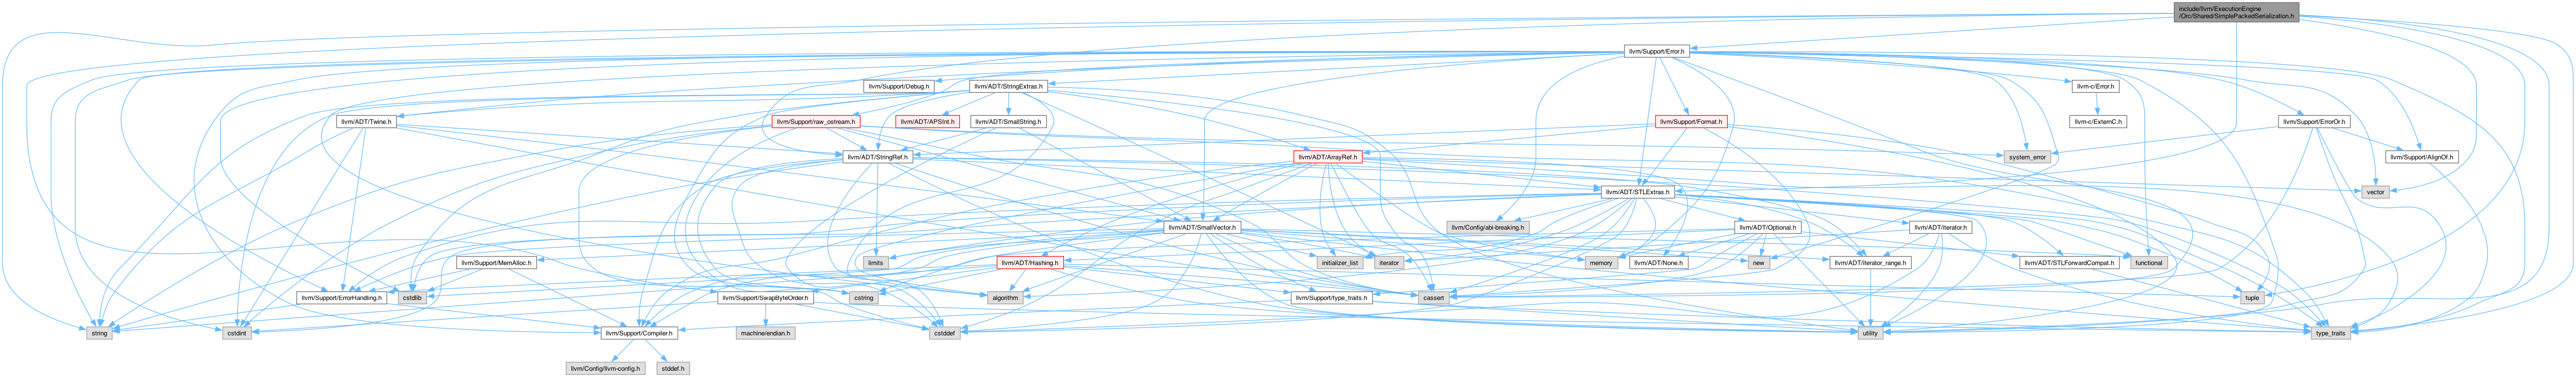 include/llvm/ExecutionEngine
/Orc/Shared/SimplePackedSerialization.h
llvm/Support/Error.h
llvm/Support/Debug.h
llvm/ADT/StringExtras.h
llvm-c/Error.h
llvm/ADT/Twine.h
llvm/Support/raw_ostream.h
llvm/ADT/APSInt.h
llvm/ADT/SmallString.h
llvm/Support/Format.h
llvm-c/ExternC.h
llvm/Support/ErrorOr.h
llvm/ADT/StringRef.h
llvm/ADT/ArrayRef.h
system_error
llvm/Support/AlignOf.h
llvm/ADT/STLExtras.h
vector
llvm/ADT/SmallVector.h
llvm/Config/abi-breaking.h
llvm/ADT/Optional.h
llvm/ADT/iterator.h
llvm/Support/MemAlloc.h
limits
llvm/ADT/Hashing.h
initializer_list
iterator
memory
llvm/ADT/None.h
new
llvm/ADT/iterator_range.h
llvm/ADT/STLForwardCompat.h
functional
llvm/Support/ErrorHandling.h
cstdlib
llvm/Support/SwapByteOrder.h
cstring
algorithm
llvm/Support/type_traits.h
cassert
tuple
string
cstdint
llvm/Support/Compiler.h
machine/endian.h
cstddef
utility
type_traits
llvm/Config/llvm-config.h
stddef.h